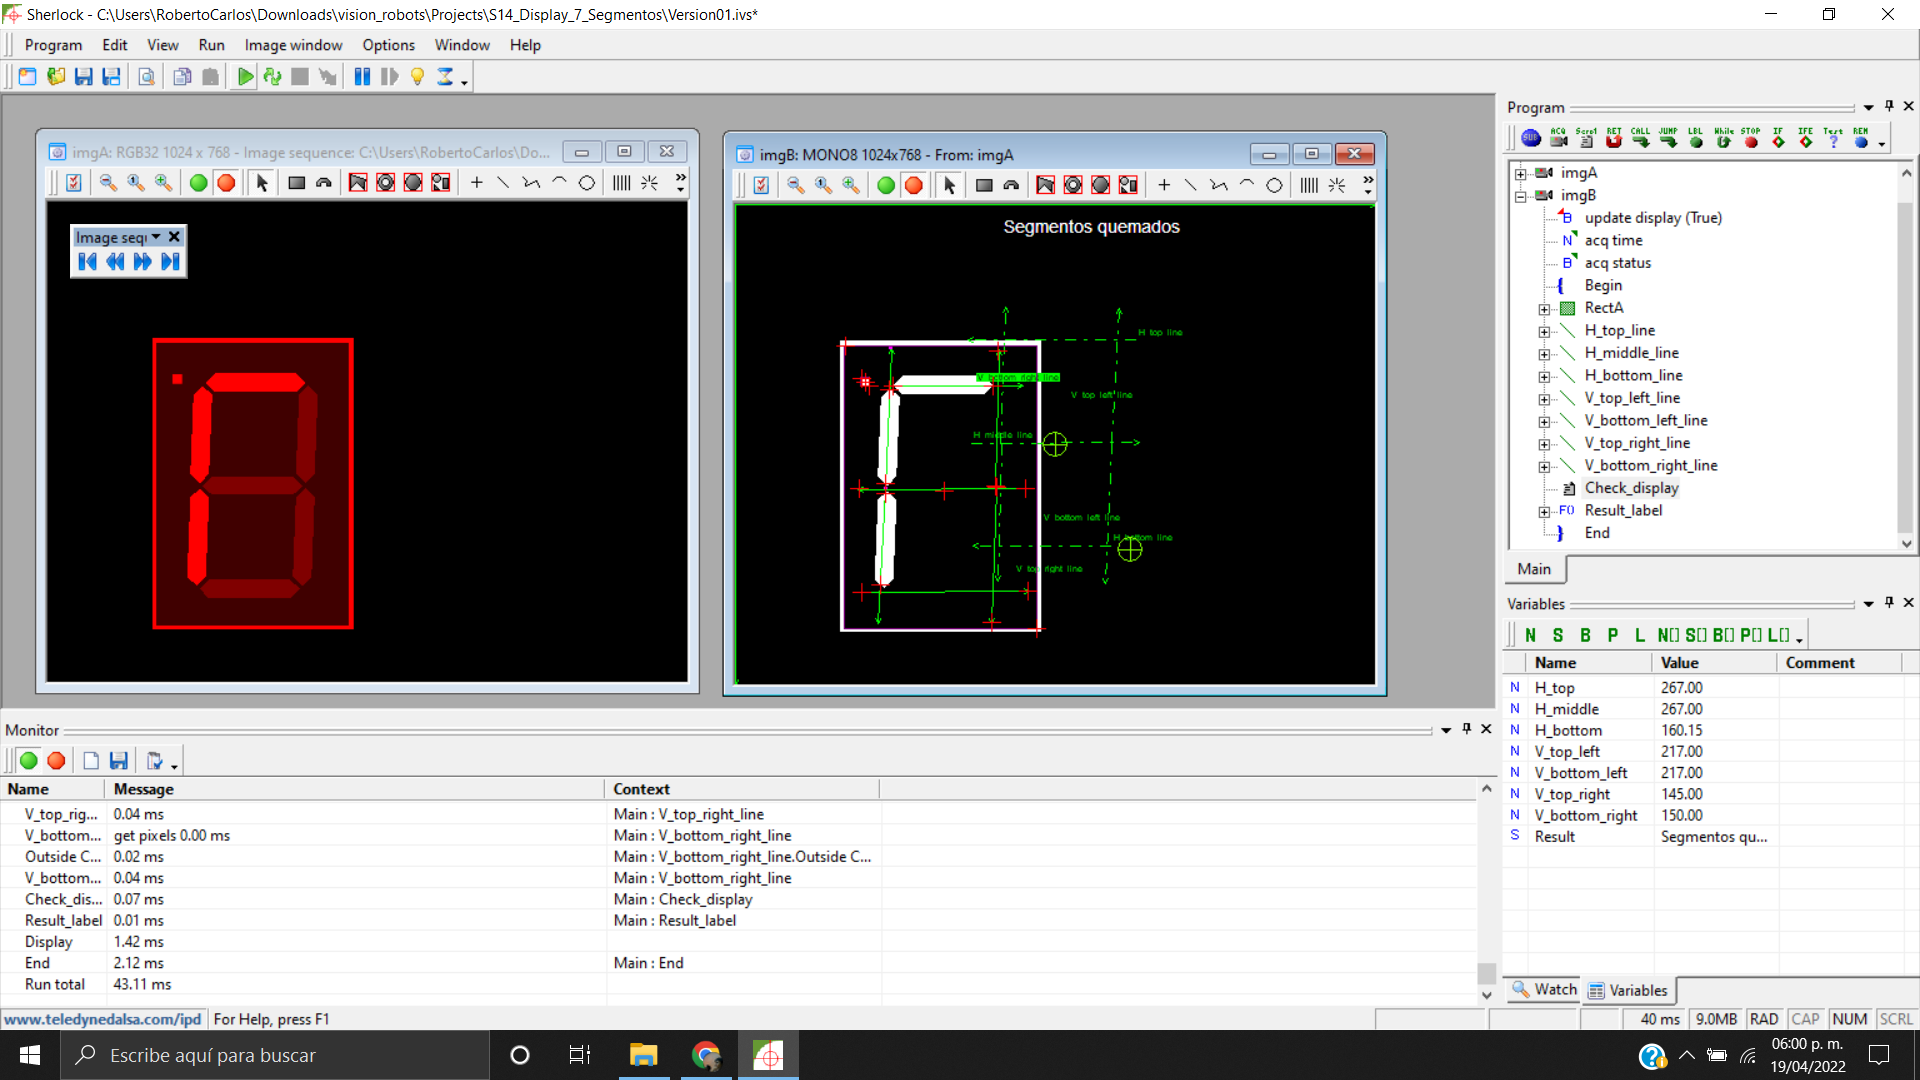 Sherlock - C:\Users\RobertoCarlos\Downloads\vision_robots\Projects\S14_Display_7_Segmentos\Version01.ivs*
Program Edit View Run Image window Options Window Help
imgA: RGB32 1024 x 768 - Image sequence: C:\Users\RobertoCarlos\Do...
Image seq
imgB: MONO8 1024x768 - From: imgA
Segmentos quemados
H top line
V bottom right line
V top left line
H middle line
V bottom left line
H bottom line
V top right line
Program
SUB ACQ Script RET CALL JUMP LBL While STOP IF IFE Text REM
imgA
imgB
update display (True)
acq time
acq status
Begin
RectA
H_top_line
H_middle_line
H_bottom_line
V_top_left_line
V_bottom_left_line
V_top_right_line
V_bottom_right_line
Check_display
Result_label
End
Main
Variables
N S B P L N[] S[] B[] P[] L[]
Name Value Comment
N H_top 267.00
N H_middle 267.00
N H_bottom 160.15
N V_top_left 217.00
N V_bottom_left 217.00
N V_top_right 145.00
N V_bottom_right 150.00
S Result Segmentos qu...
Watch Variables
Monitor
Name Message Context
V_top_rig... 0.04 ms Main : V_top_right_line
V_bottom... get pixels 0.00 ms Main : V_bottom_right_line
Outside C... 0.02 ms Main : V_bottom_right_line.Outside C...
V_bottom... 0.04 ms Main : V_bottom_right_line
Check_dis... 0.07 ms Main : Check_display
Result_label 0.01 ms Main : Result_label
Display 1.42 ms
End 2.12 ms Main : End
Run total 43.11 ms
www.teledynedalsa.com/ipd For Help, press F1
40 ms 9.0MB RAD CAP NUM SCRL
Escribe aquí para buscar
06:00 p. m.
19/04/2022